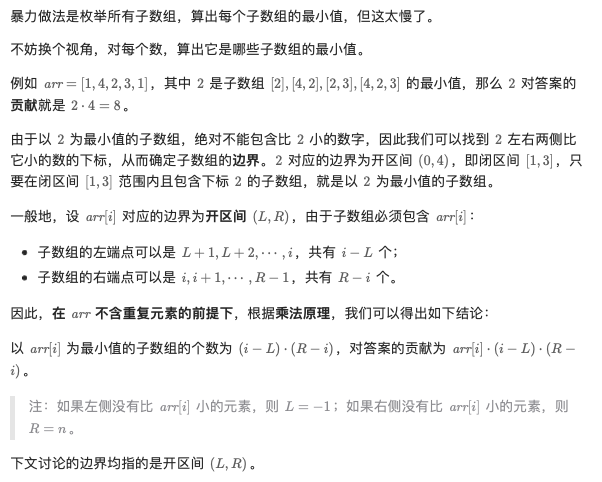 暴力做法是枚举所有子数组，算出每个子数组的最小值，但这太慢了。
不妨换个视角，对每个数，算出它是哪些子数组的最小值。
例如 arr = [1,4,2,3,1]，其中 2 是子数组 [2],[4,2],[2,3],[4,2,3] 的最小值，那么 2 对答案的
贡献就是 2·4 = 8。
由于以 2 为最小值的子数组，绝对不能包含比 2 小的数字，因此我们可以找到 2 左右两侧比
它小的数的下标，从而确定子数组的边界。2 对应的边界为开区间 (0,4)，即闭区间 [1,3]，只
要在闭区间 [1,3] 范围内且包含下标 2 的子数组，就是以 2 为最小值的子数组。
一般地，设 arr[i] 对应的边界为开区间 (L,R)，由于子数组必须包含 arr[i]：
• 子数组的左端点可以是 L+1,L+2,⋯,i，共有 i−L 个；
• 子数组的右端点可以是 i,i+1,⋯,R−1，共有 R−i 个。
因此，在 arr 不含重复元素的前提下，根据乘法原理，我们可以得出如下结论：
以 arr[i] 为最小值的子数组的个数为 (i−L)·(R−i)，对答案的贡献为 arr[i]·(i−L)·(R−
i)。
注：如果左侧没有比 arr[i] 小的元素，则 L = −1；如果右侧没有比 arr[i] 小的元素，则
R = n。
下文讨论的边界均指的是开区间 (L,R)。